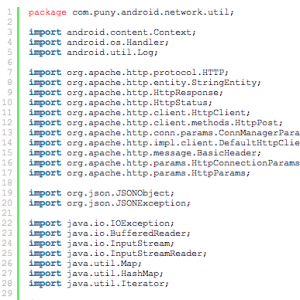 1 package com.puny.android.network.util;
2
3 import android.content.Context;
4 import android.os.Handler;
5 import android.util.Log;
6
7 import org.apache.http.protocol.HTTP;
8 import org.apache.http.entity.StringEntity;
9 import org.apache.http.HttpResponse;
10 import org.apache.http.HttpStatus;
11 import org.apache.http.client.HttpClient;
12 import org.apache.http.client.methods.HttpPost;
13 import org.apache.http.conn.params.ConnManagerPara
14 import org.apache.http.impl.client.DefaultHttpClie
15 import org.apache.http.message.BasicHeader;
16 import org.apache.http.params.HttpConnectionParams
17 import org.apache.http.params.HttpParams;
18
19 import org.json.JSONObject;
20 import org.json.JSONException;
21
22 import java.io.IOException;
23 import java.io.BufferedReader;
24 import java.io.InputStream;
25 import java.io.InputStreamReader;
26 import java.util.Map;
27 import java.util.HashMap;
28 import java.util.Iterator;
29